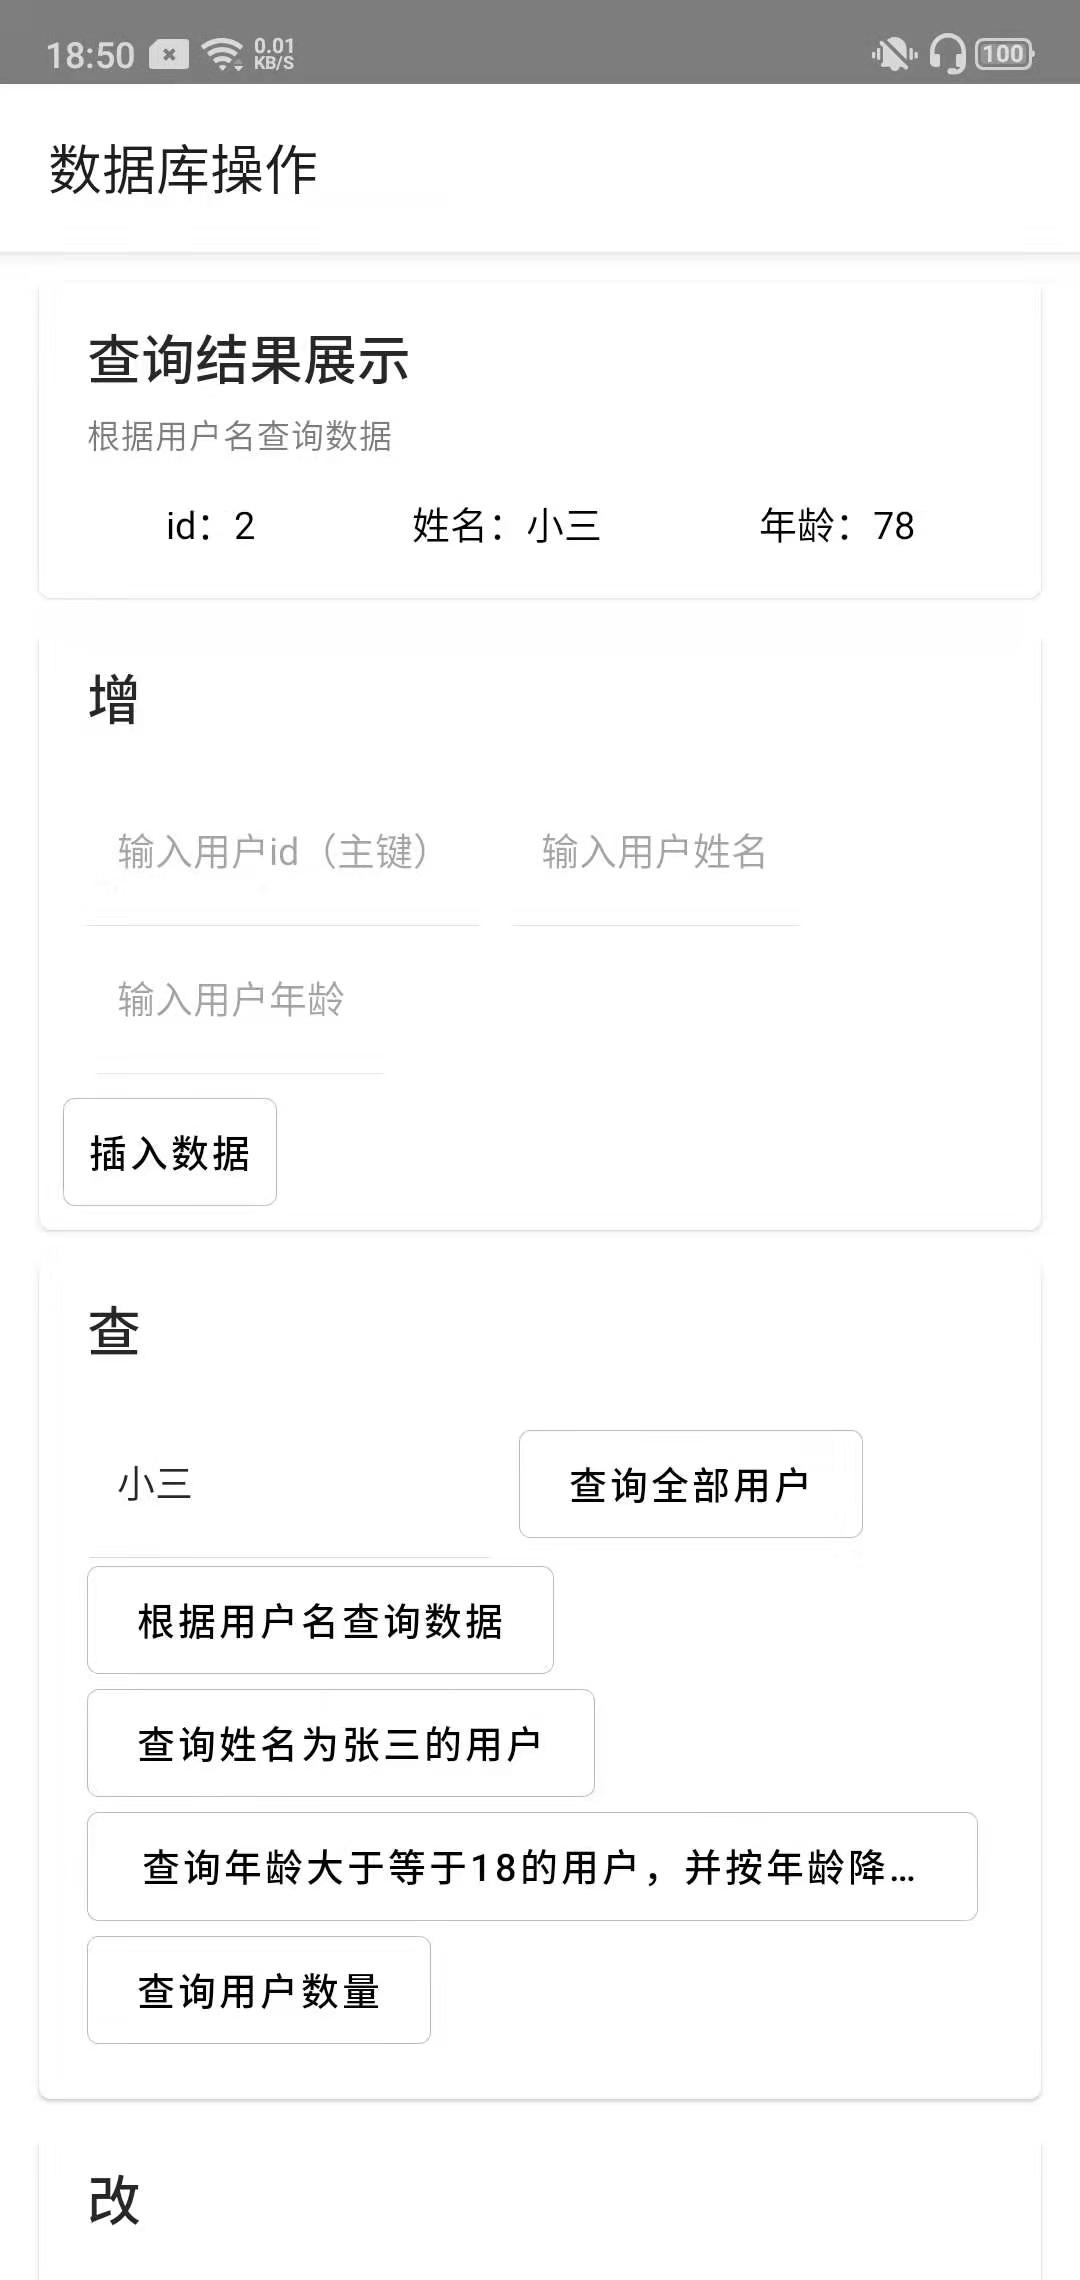 18:50 0.01 KB/S 100
数据库操作
查询结果展示
根据用户名查询数据
id：2 姓名：小三 年龄：78
增
输入用户id（主键） 输入用户姓名
输入用户年龄
插入数据
查
小三 查询全部用户
根据用户名查询数据
查询姓名为张三的用户
查询年龄大于等于18的用户，并按年龄降...
查询用户数量
改